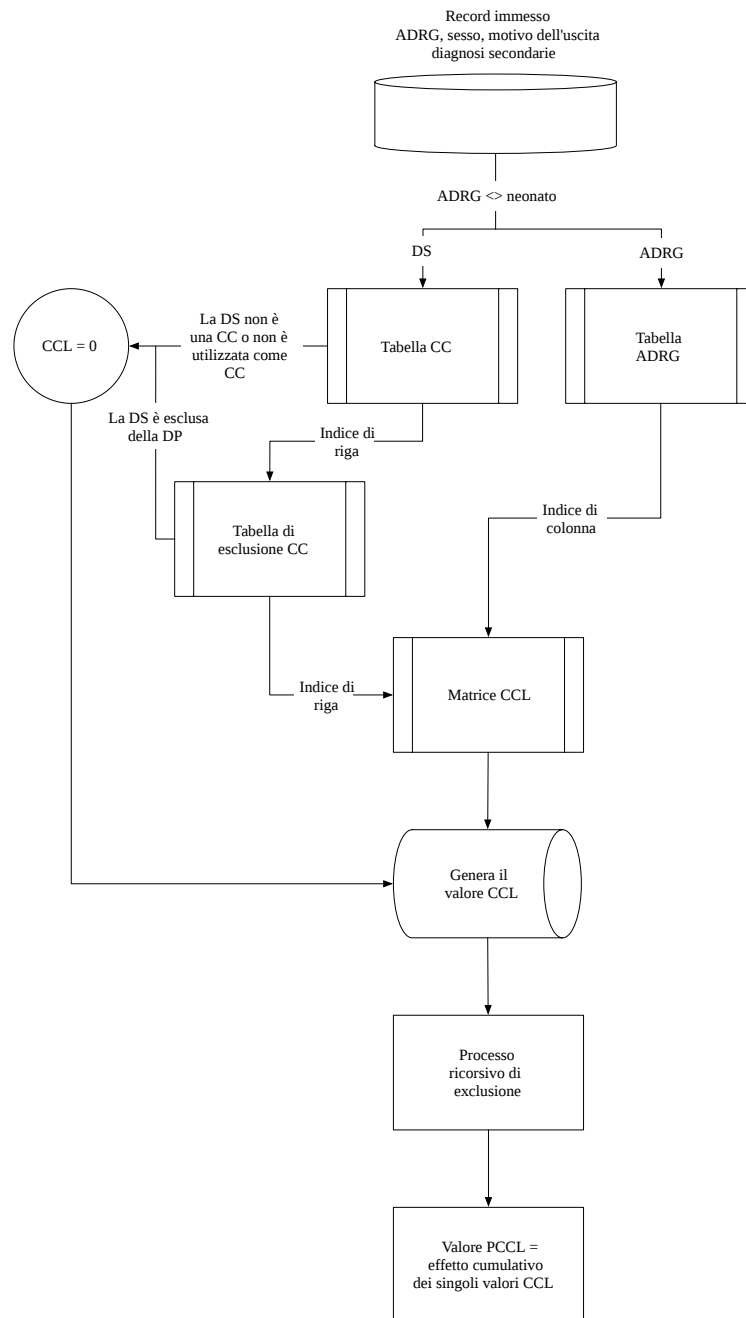 Record immesso
ADRG, sesso, motivo dell'uscita
diagnosi secondarie
ADRG <> neonato
DS
ADRG
CCL = 0
La DS non è
una CC o non è
utilizzata come
CC
Tabella CC
Tabella
ADRG
La DS è esclusa
della DP
Indice di
riga
Tabella di
esclusione CC
Indice di
colonna
Indice di
riga
Matrice CCL
Genera il
valore CCL
Processo
ricorsivo di
exclusione
Valore PCCL =
effetto cumulativo
dei singoli valori CCL